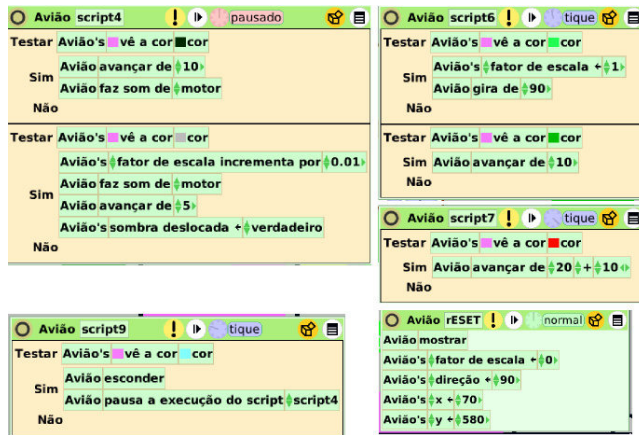 Avião script4 ! pausado
Testar Avião's vê a cor cor
Sim Avião avançar de 10
Avião faz som de motor
Não
Testar Avião's vê a cor cor
Avião's fator de escala incrementa por 0.01
Sim Avião faz som de motor
Avião avançar de 5
Avião's sombra deslocada ← verdadeiro
Não
Avião script6 ! tique
Testar Avião's vê a cor cor
Sim Avião's fator de escala ← 1
Avião gira de 90
Não
Testar Avião's vê a cor cor
Sim Avião avançar de 10
Não
Avião script7 ! tique
Testar Avião's vê a cor cor
Sim Avião avançar de 20 + 10
Não
Avião script9 ! tique
Testar Avião's vê a cor cor
Sim Avião esconder
Avião pausa a execução do script script4
Não
Avião rESET ! normal
Avião mostrar
Avião's fator de escala ← 0
Avião's direção ← 90
Avião's x ← 70
Avião's y ← 580